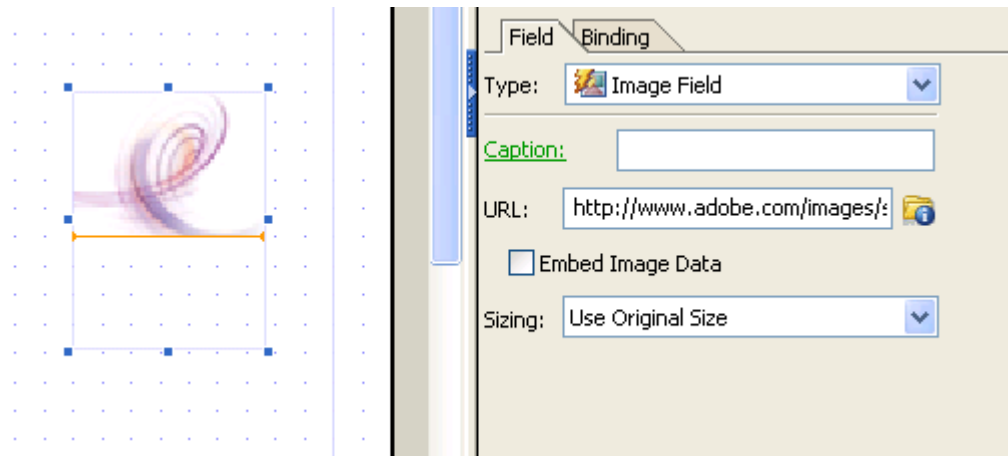 Field Binding
Type: Image Field
Caption:
URL: http://www.adobe.com/images/s
Embed Image Data
Sizing: Use Original Size